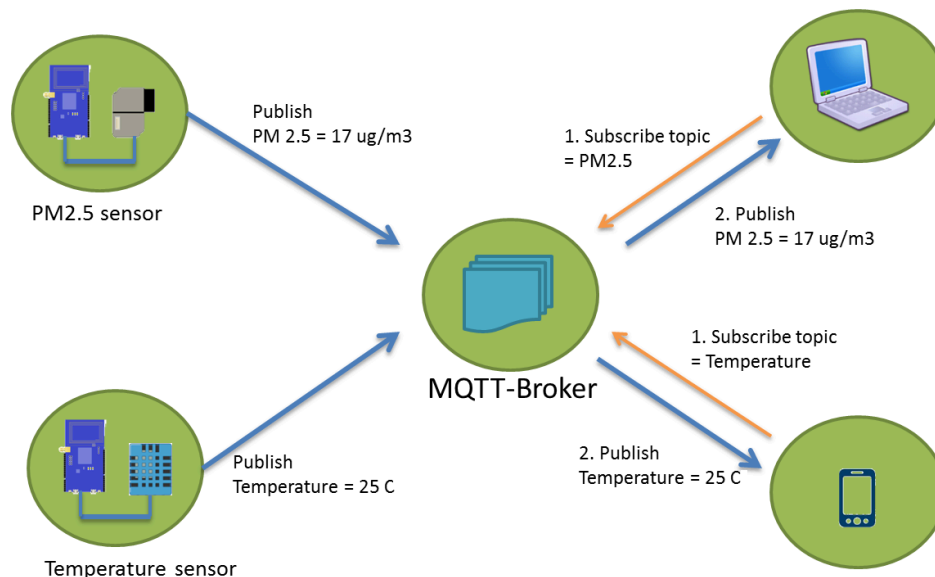 Publish
PM 2.5 = 17 ug/m3
PM2.5 sensor
1. Subscribe topic
= PM2.5
2. Publish
PM 2.5 = 17 ug/m3
MQTT-Broker
1. Subscribe topic
= Temperature
2. Publish
Temperature = 25 C
Publish
Temperature = 25 C
Temperature sensor